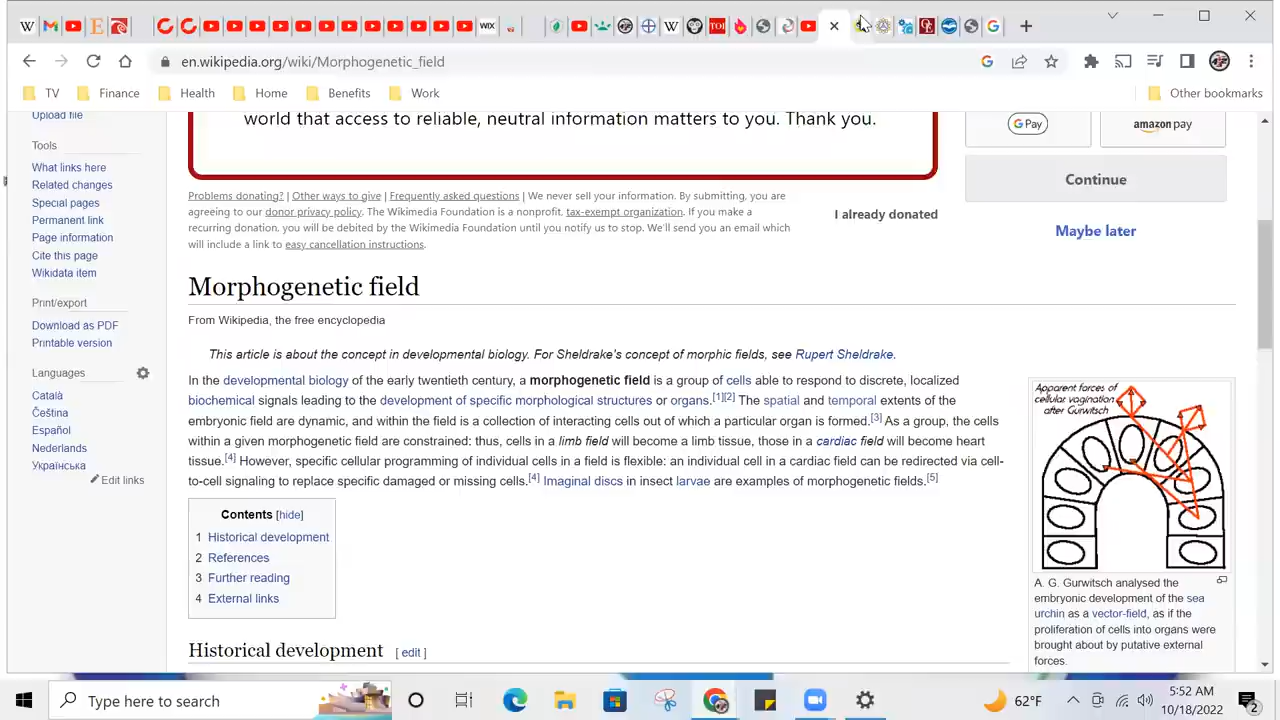 W
WIX
W
TOI
G
en.wikipedia.org/wiki/Morphogenetic_field
TV
Finance
Health
Home
Benefits
Work
Other bookmarks
Upload file
Tools
What links here
Related changes
Special pages
Permanent link
Page information
Cite this page
Wikidata item
Print/export
Download as PDF
Printable version
Languages
Català
Čeština
Español
Nederlands
Українська
Edit links
world that access to reliable, neutral information matters to you. Thank you.
G Pay
amazon pay
Continue
Maybe later
I already donated
Problems donating? | Other ways to give | Frequently asked questions | We never sell your information. By submitting, you are
agreeing to our donor privacy policy. The Wikimedia Foundation is a nonprofit, tax-exempt organization. If you make a
recurring donation, you will be debited by the Wikimedia Foundation until you notify us to stop. We'll send you an email which
will include a link to easy cancellation instructions.
Morphogenetic field
From Wikipedia, the free encyclopedia
This article is about the concept in developmental biology. For Sheldrake's concept of morphic fields, see Rupert Sheldrake.
In the developmental biology of the early twentieth century, a morphogenetic field is a group of cells able to respond to discrete, localized
biochemical signals leading to the development of specific morphological structures or organs.[1][2] The spatial and temporal extents of the
embryonic field are dynamic, and within the field is a collection of interacting cells out of which a particular organ is formed.[3] As a group, the cells
within a given morphogenetic field are constrained: thus, cells in a limb field will become a limb tissue, those in a cardiac field will become heart
tissue.[4] However, specific cellular programming of individual cells in a field is flexible: an individual cell in a cardiac field can be redirected via cell-
to-cell signaling to replace specific damaged or missing cells.[4] Imaginal discs in insect larvae are examples of morphogenetic fields.[5]
Contents [hide]
1 Historical development
2 References
3 Further reading
4 External links
Historical development [ edit ]
Apparent forces of
cellular vagination
after Gurwitsch
A. G. Gurwitsch analysed the
embryonic development of the sea
urchin as a vector-field, as if the
proliferation of cells into organs were
brought about by putative external
forces.
Type here to search
62°F
5:52 AM
10/18/2022
2